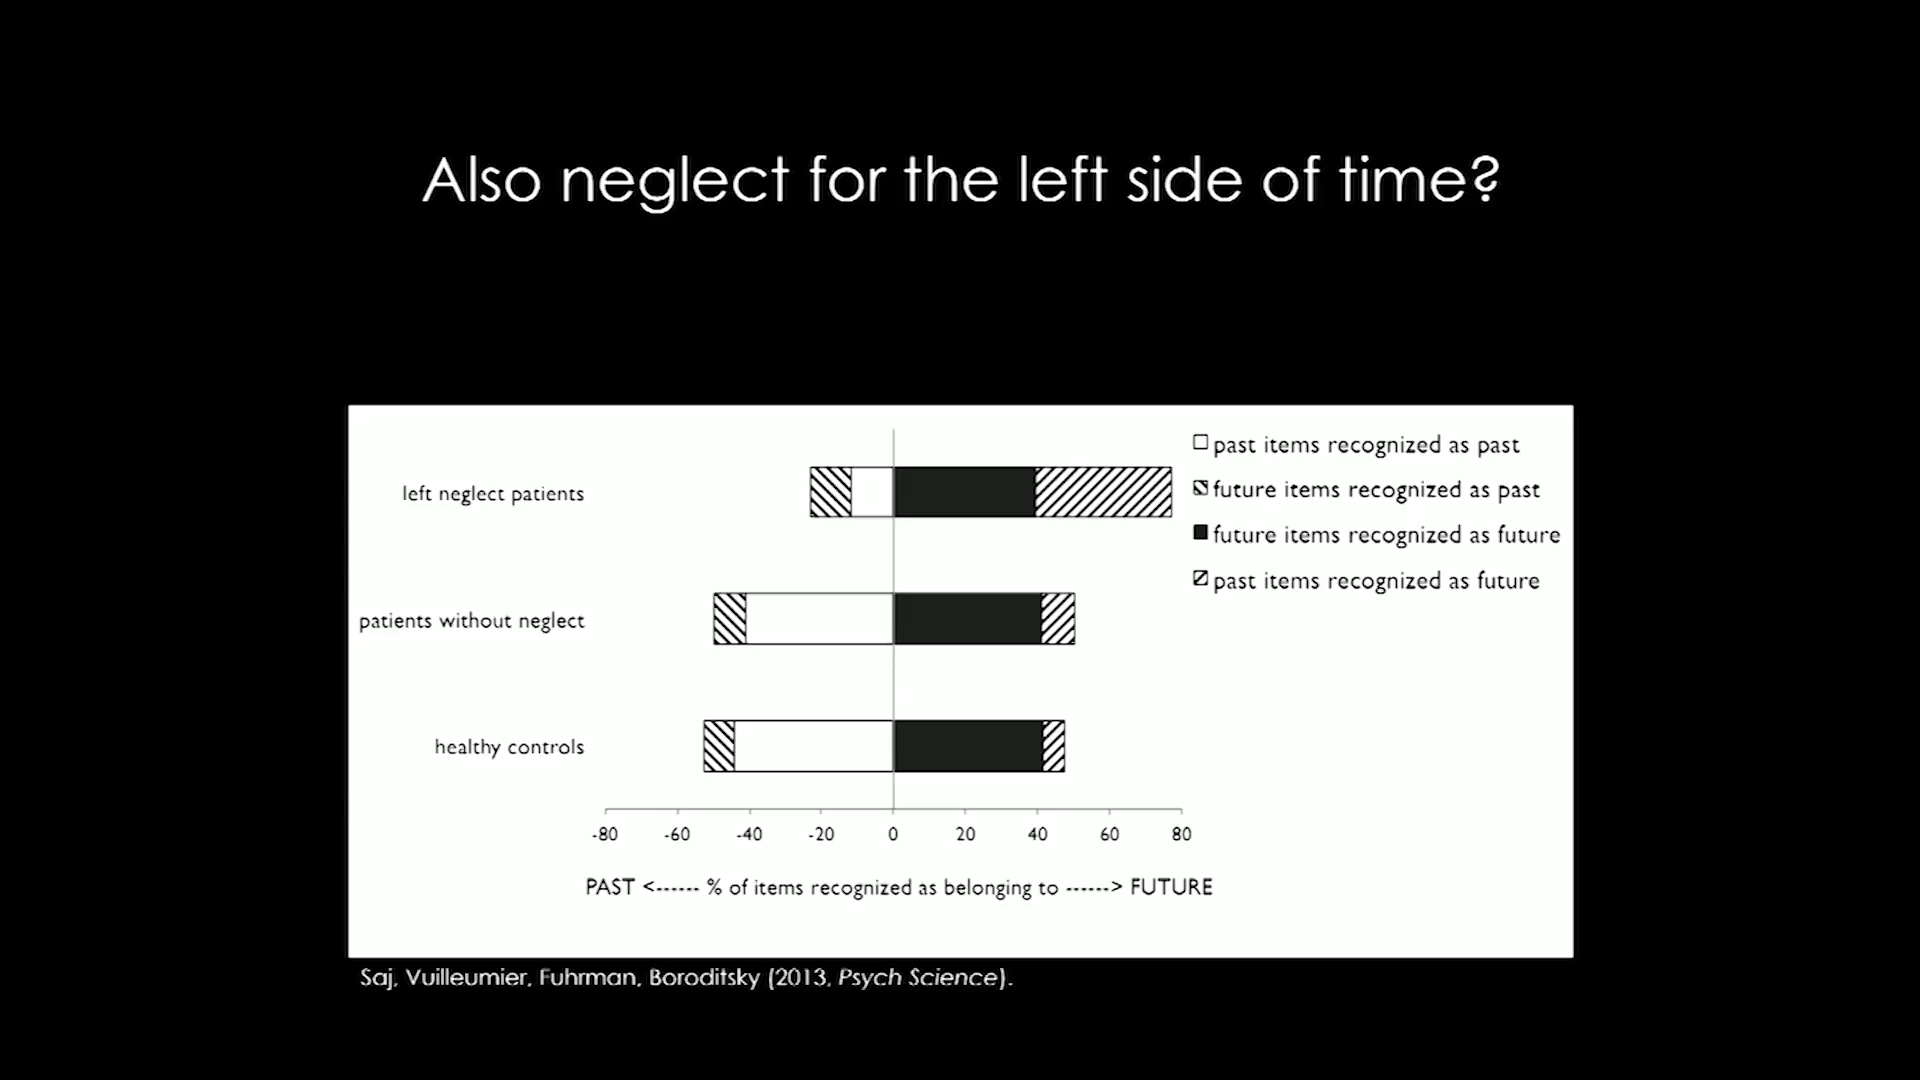 Also neglect for the left side of time?
left neglect patients
patients without neglect
healthy controls
past items recognized as past
future items recognized as past
future items recognized as future
past items recognized as future
-80 -60 -40 -20 0 20 40 60 80
PAST <------ % of items recognized as belonging to ------> FUTURE
Saj, Vuilleumier, Fuhrman, Boroditsky (2013, Psych Science).